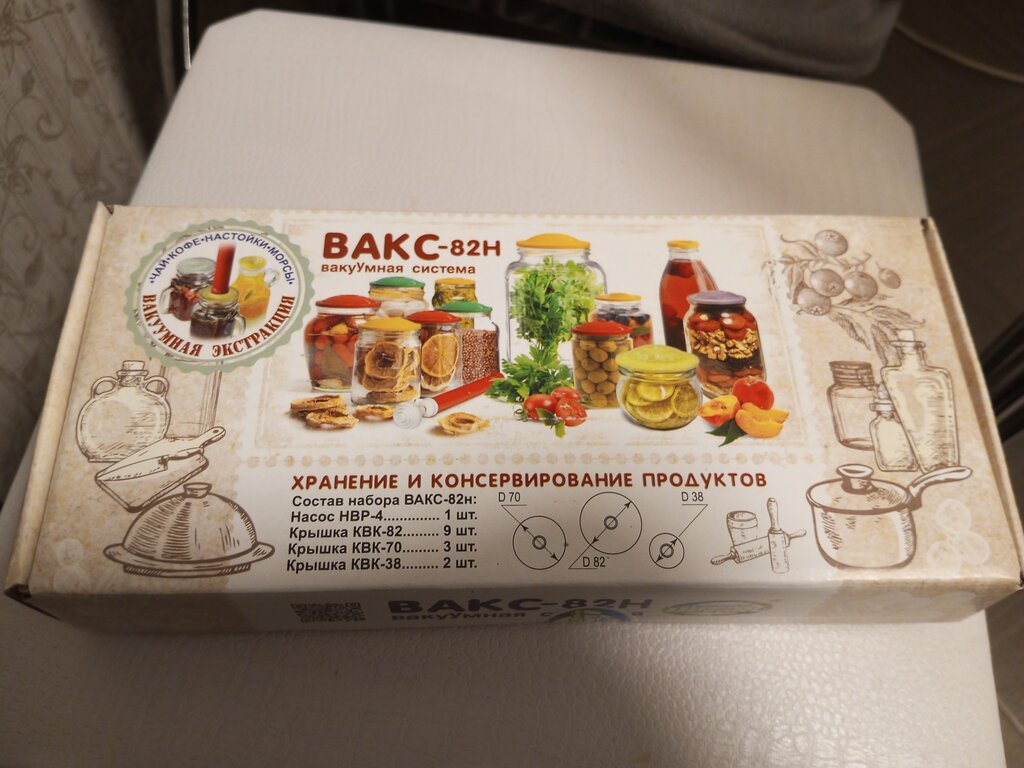 •ЧАЙ•КОФЕ•НАСТОЙКИ•МОРСЫ•
ВАКУУМНАЯ ЭКСТРАКЦИЯ
ВАКС-82Н
вакуУмная система
ХРАНЕНИЕ И КОНСЕРВИРОВАНИЕ ПРОДУКТОВ
Состав набора ВАКС-82н:
Насос НВР-4.............. 1 шт.
Крышка КВК-82......... 9 шт.
Крышка КВК-70......... 3 шт.
Крышка КВК-38......... 2 шт.
D 70
D 82
D 38
ВАКС-82Н
вакуУмная